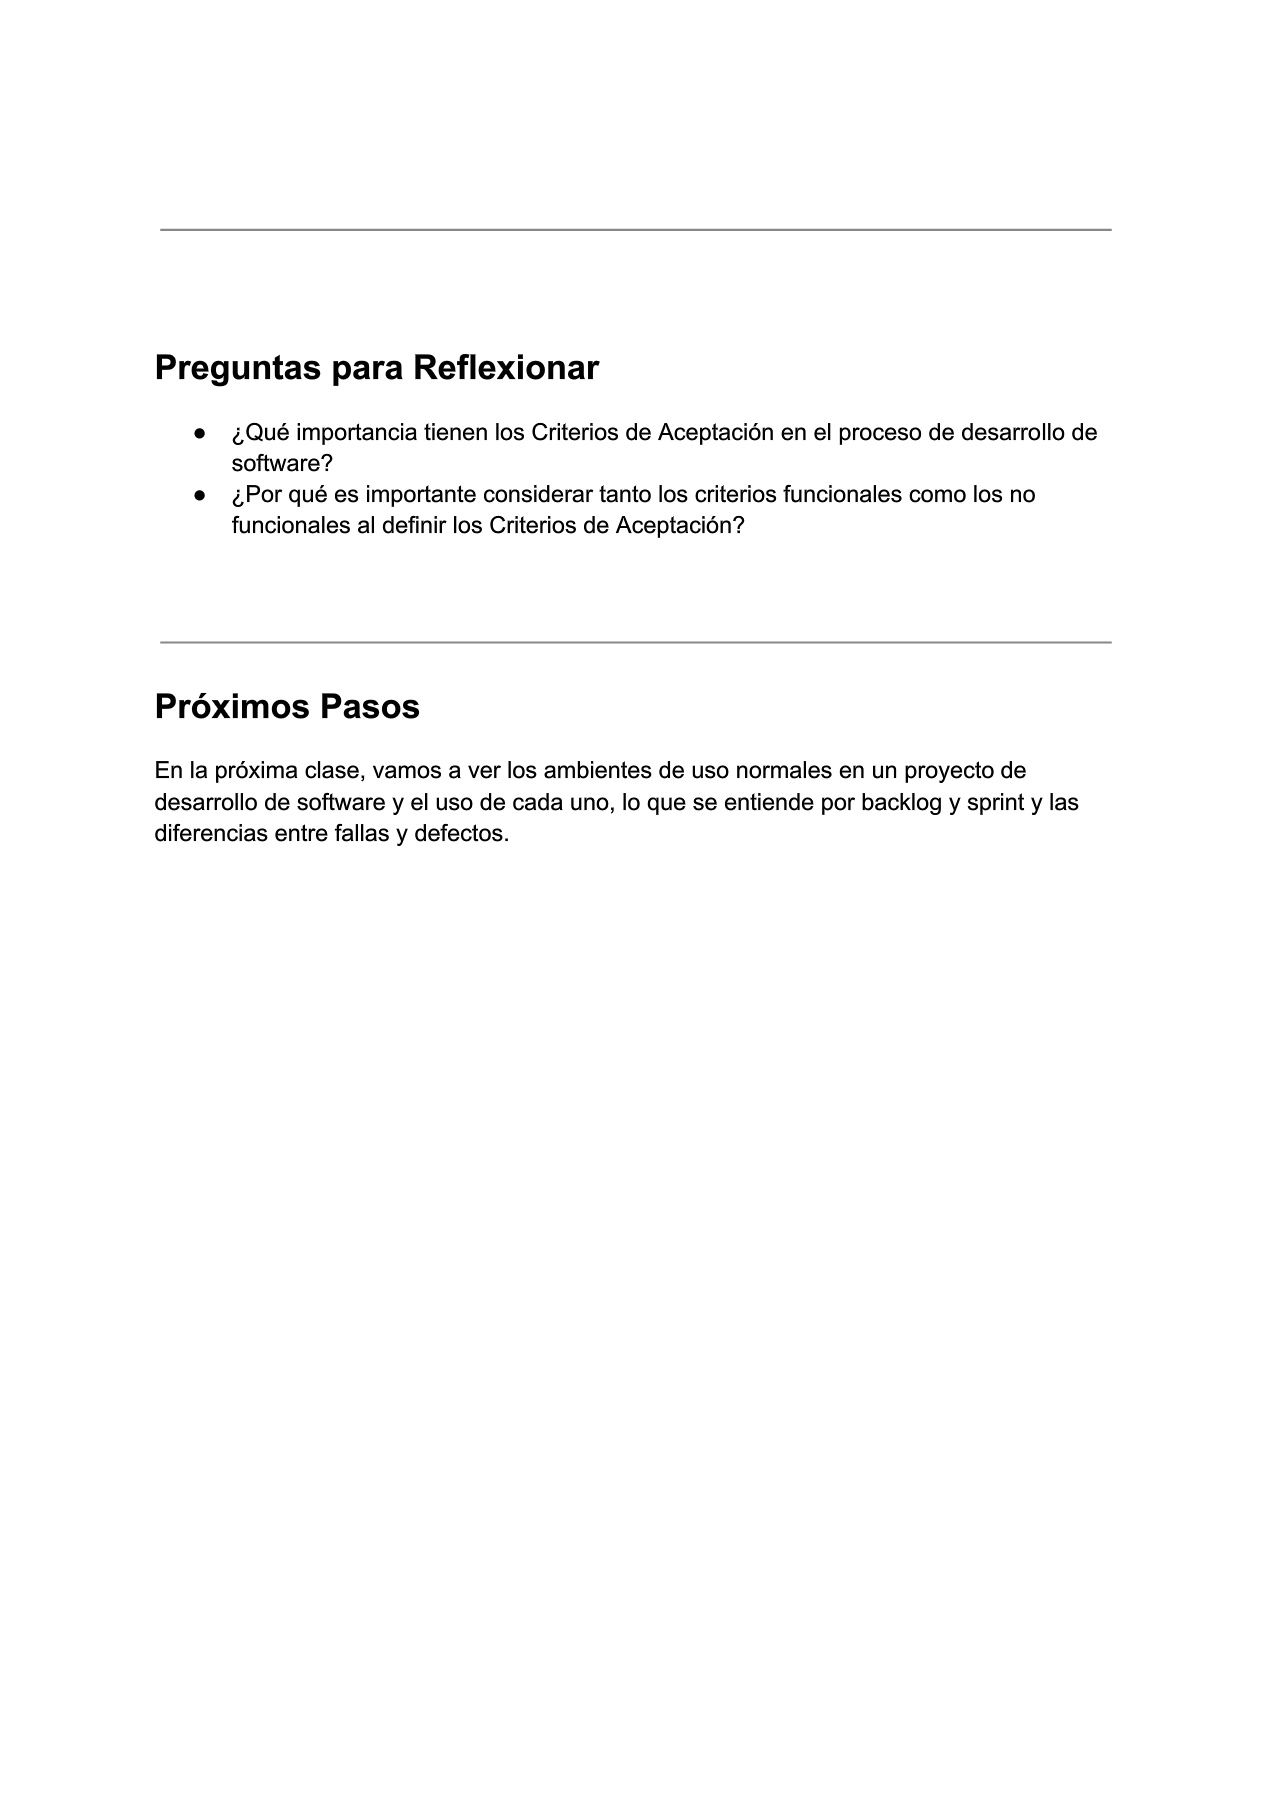 Preguntas para Reflexionar
● ¿Qué importancia tienen los Criterios de Aceptación en el proceso de desarrollo de
software?
● ¿Por qué es importante considerar tanto los criterios funcionales como los no
funcionales al definir los Criterios de Aceptación?
Próximos Pasos
En la próxima clase, vamos a ver los ambientes de uso normales en un proyecto de
desarrollo de software y el uso de cada uno, lo que se entiende por backlog y sprint y las
diferencias entre fallas y defectos.